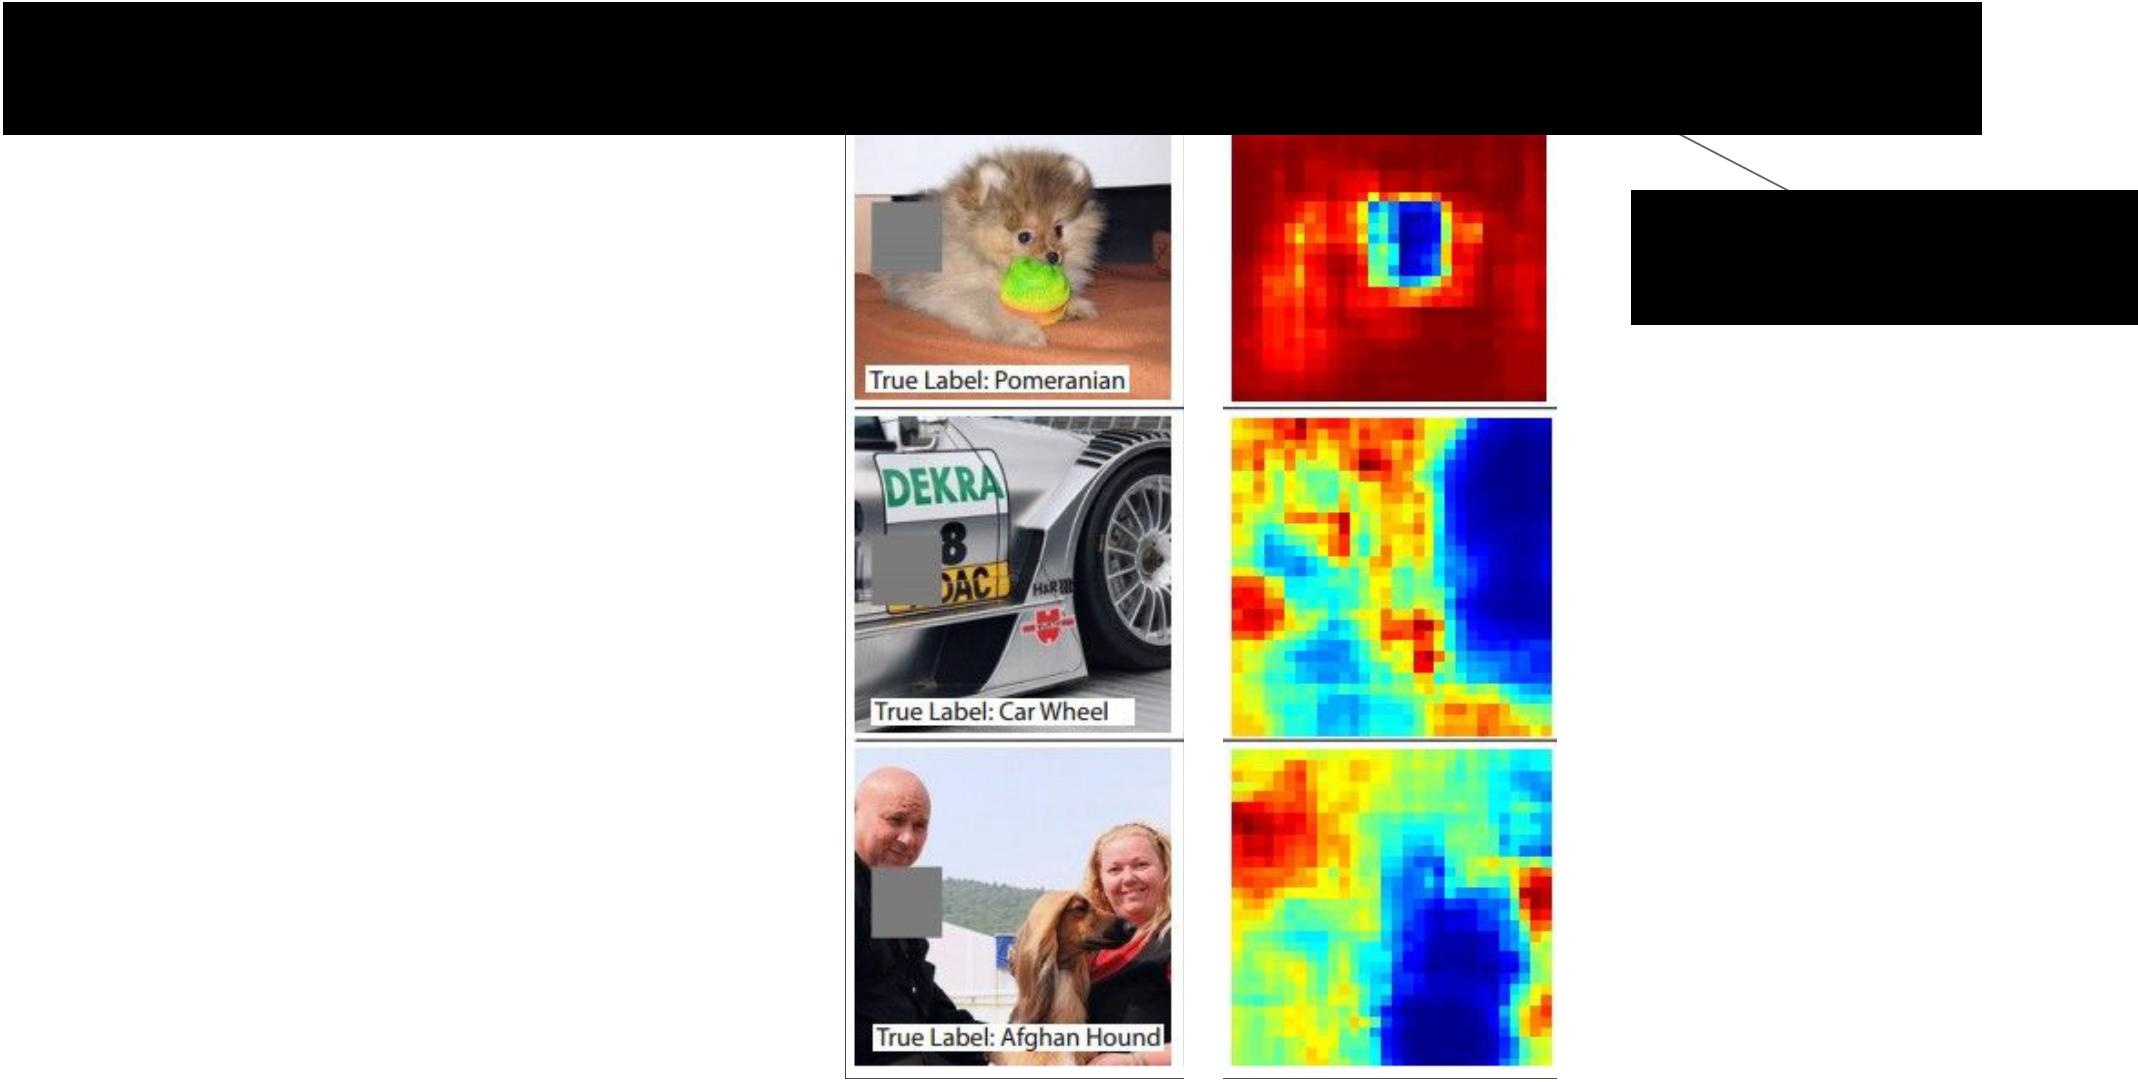 True Label: Pomeranian
DEKRA
8
DAC
H&R
True Label: Car Wheel
True Label: Afghan Hound